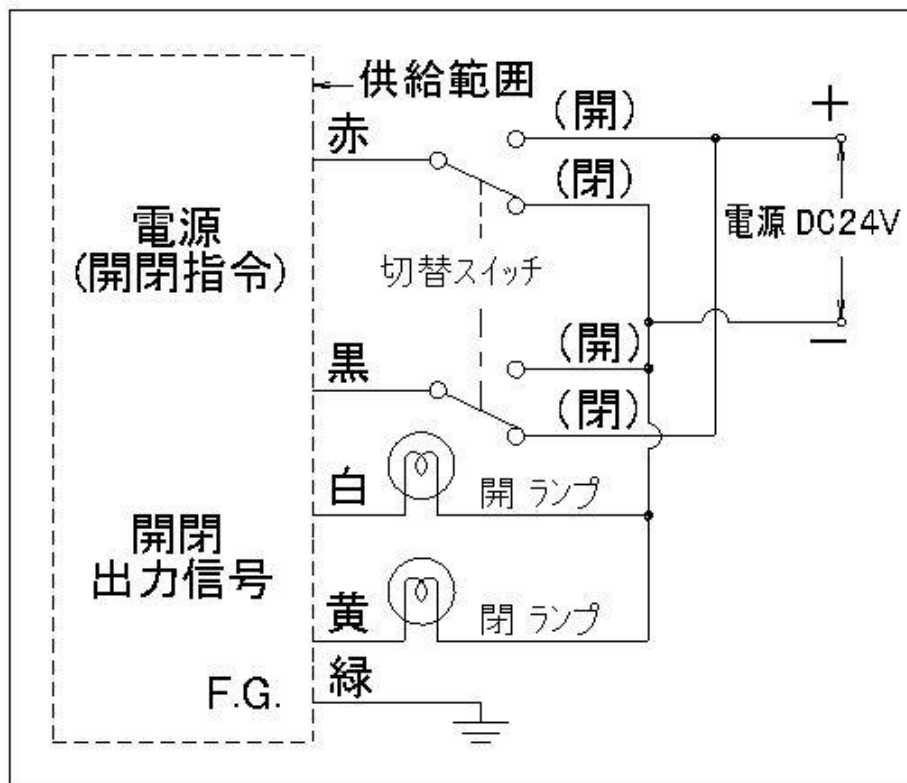 供給範囲
赤
(開)
(閉)
+
電源 DC24V
−
電源
(開閉指令)
切替スイッチ
黒
(開)
(閉)
白
開 ランプ
開閉
出力信号
黄
閉 ランプ
緑
F.G.